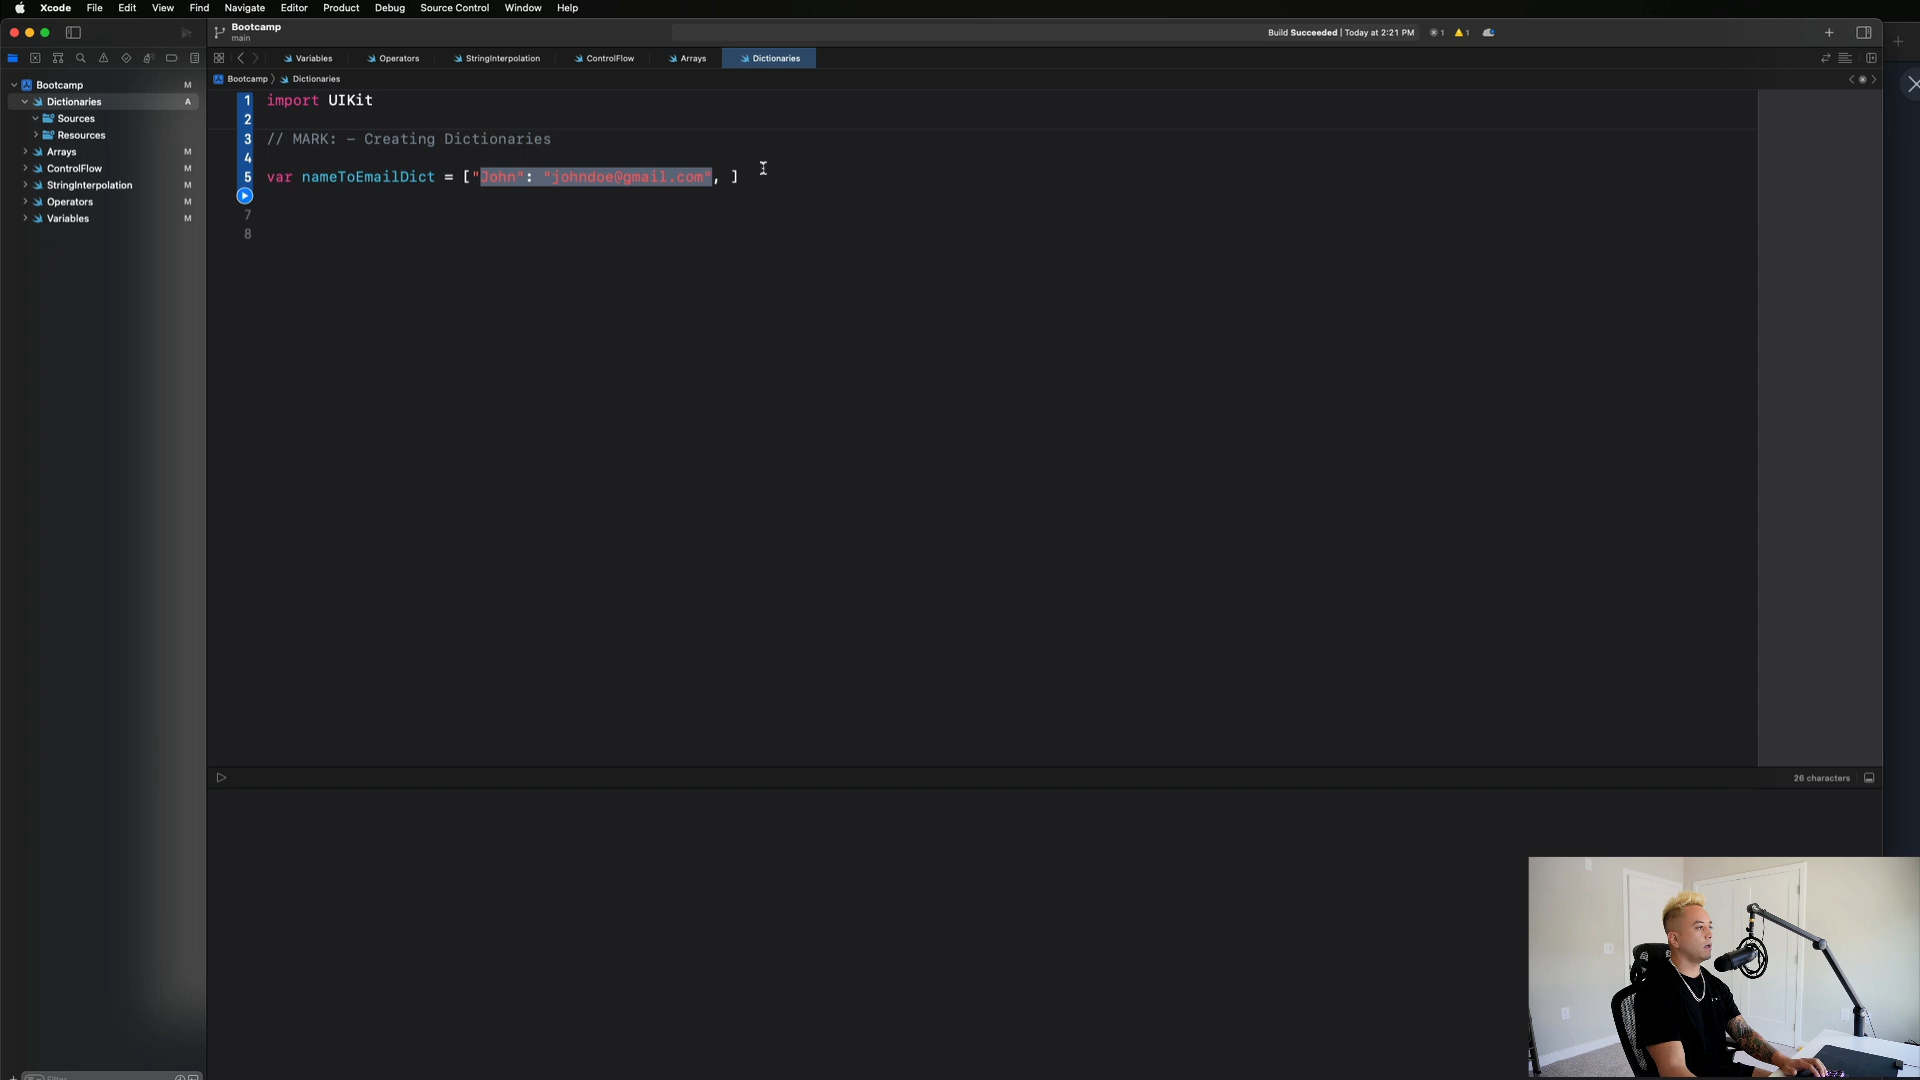 Xcode File Edit View Find Navigate Editor Product Debug Source Control Window Help
Bootcamp
main
Build Succeeded | Today at 2:21 PM 1 1
Variables Operators StringInterpolation ControlFlow Arrays Dictionaries
Bootcamp Dictionaries
Bootcamp M
Dictionaries A
Sources
Resources
Arrays M
ControlFlow M
StringInterpolation M
Operators M
Variables M
1 import UIKit
2
3 // MARK: - Creating Dictionaries
4
5 var nameToEmailDict = ["John": "johndoe@gmail.com", ]
7
8
26 characters